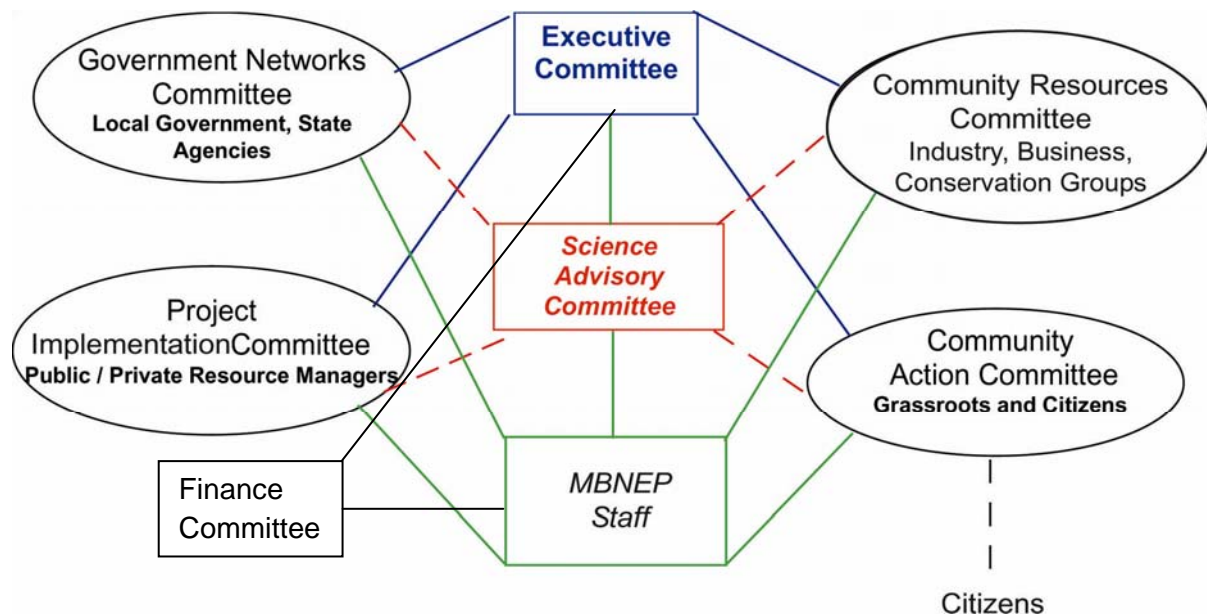 Government Networks
Committee
Local Government, State
Agencies
Executive
Committee
Community Resources
Committee
Industry, Business,
Conservation Groups
Science
Advisory
Committee
Project
ImplementationCommittee
Public / Private Resource Managers
Community
Action Committee
Grassroots and Citizens
Finance
Committee
MBNEP
Staff
Citizens